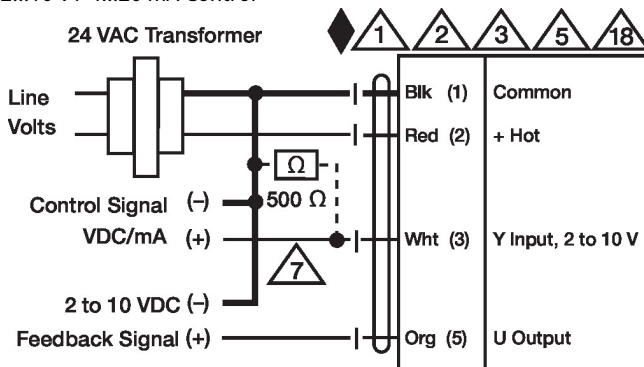 24 VAC Transformer
1 2 3 5 18
Line
Volts
Blk (1) Common
Red (2) + Hot
Ω
500 Ω
Control Signal (–)
VDC/mA (+)
Wht (3) Y Input, 2 to 10 V
7
2 to 10 VDC (–)
Feedback Signal (+)
Org (5) U Output